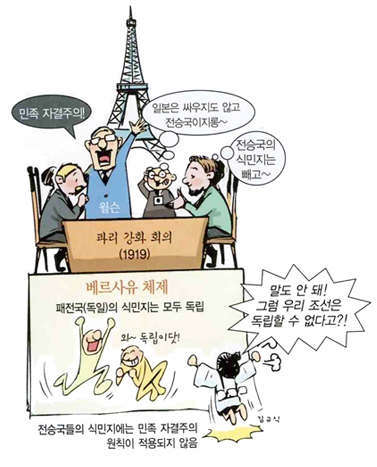 민족 자결주의!
일본은 싸우지도 않고
전승국이지롱~
전승국의
식민지는
빼고~
윌슨
파리 강화 회의
(1919)
베르사유 체제
패전국(독일)의 식민지는 모두 독립
와~ 독립이닷!
말도 안 돼!
그럼 우리 조선은
독립할 수 없다고?!
김규식
전승국들의 식민지에는 민족 자결주의
원칙이 적용되지 않음